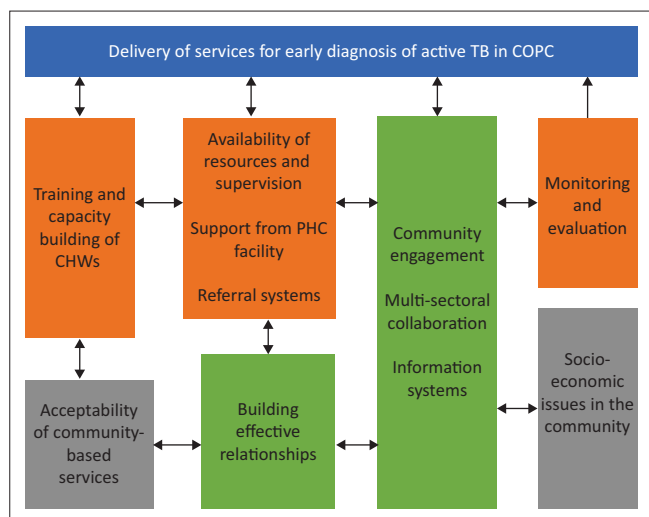 Delivery of services for early diagnosis of active TB in COPC
Training and
capacity
building of
CHWs
Availability of
resources and
supervision
Support from PHC
facility
Referral systems
Community
engagement
Multi-sectoral
collaboration
Information
systems
Monitoring
and
evaluation
Acceptability
of community-
based
services
Building
effective
relationships
Socio-
economic
issues in the
community